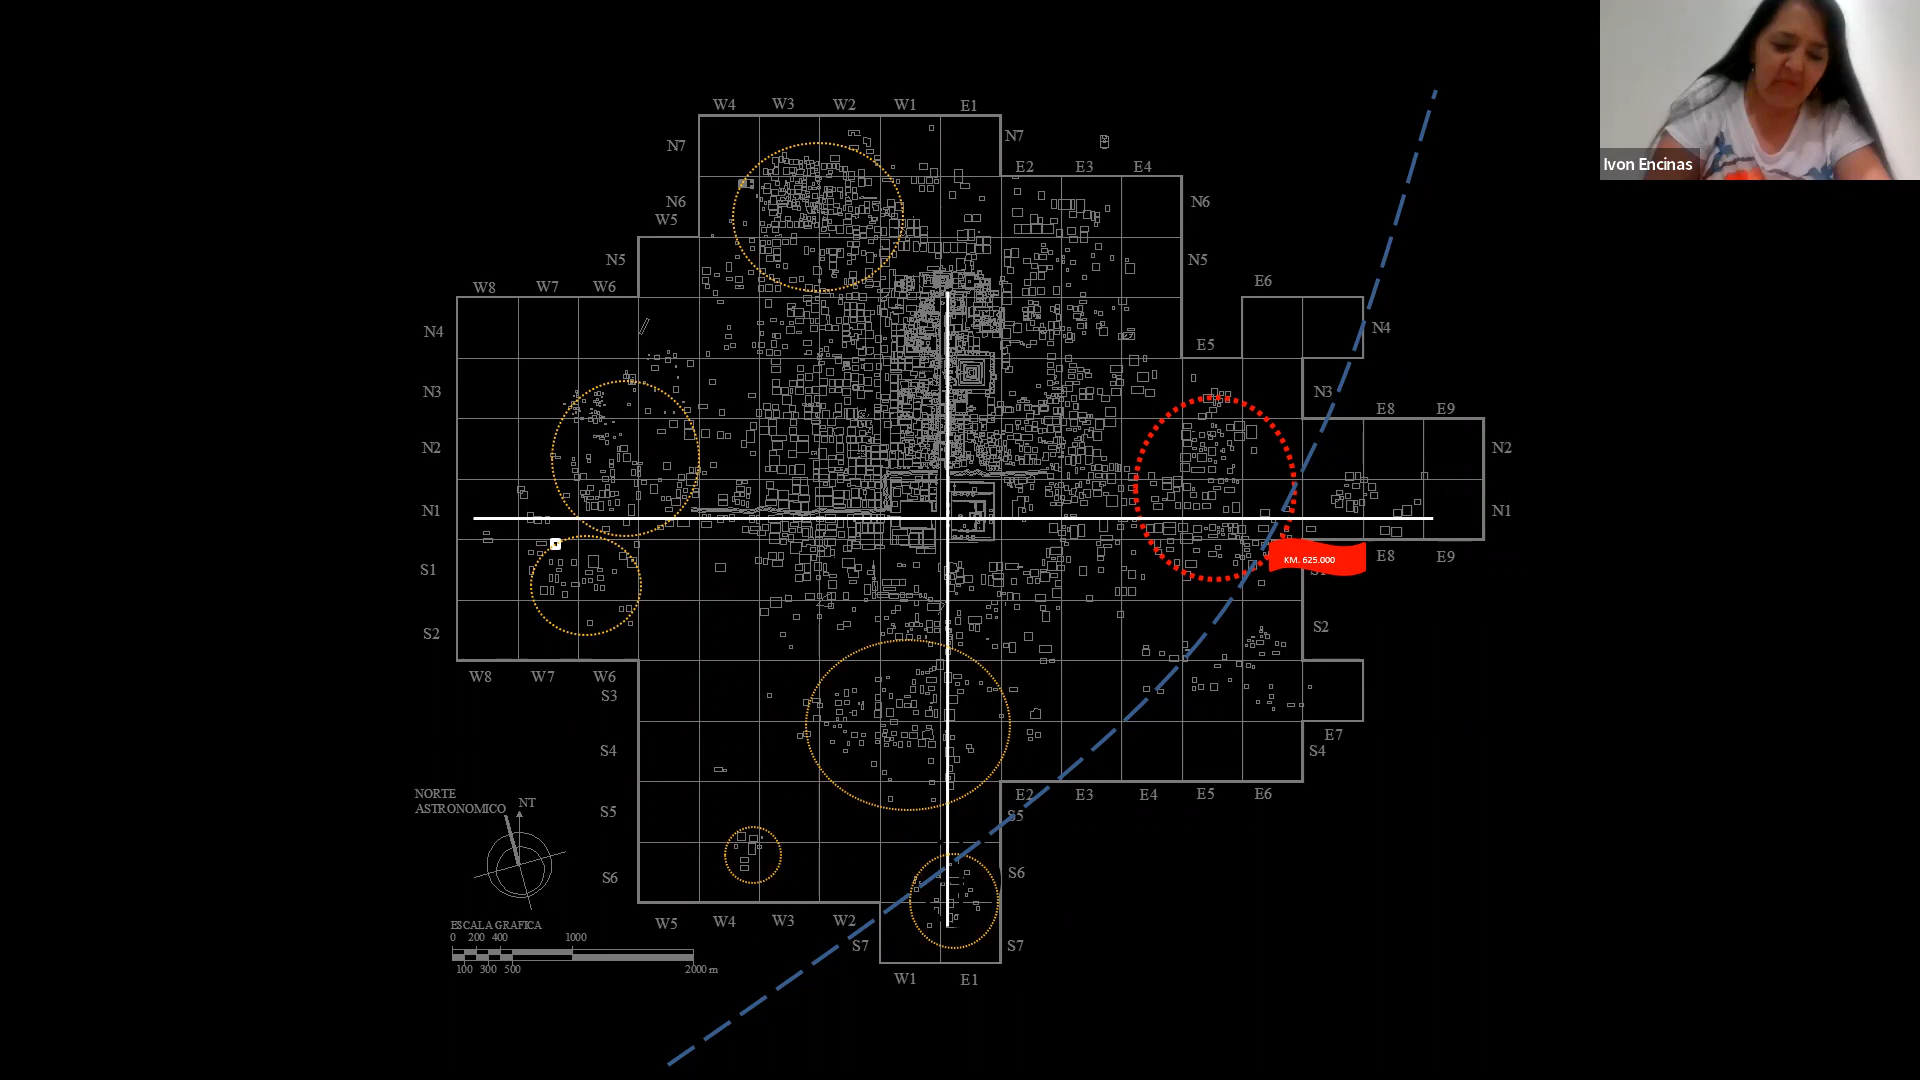 W4 W3 W2 W1 E1
N7 N7
E2 E3 E4
Ivon Encinas
N6 N6
W5
N5 N5
E6
W8 W7 W6
N4 N4
E5
N3 N3
E8 E9
N2 N2
N1 N1
KM. 625.000
E8 E9
S1
S2 S2
W8 W7 W6
S3
E7
S4 S4
NORTE
ASTRONOMICO NT
E2 E3 E4 E5 E6
S5 S5
S6 S6
W5 W4 W3 W2
ESCALA GRAFICA
0 200 400 1000
S7 S7
100 300 500 2000 m
W1 E1